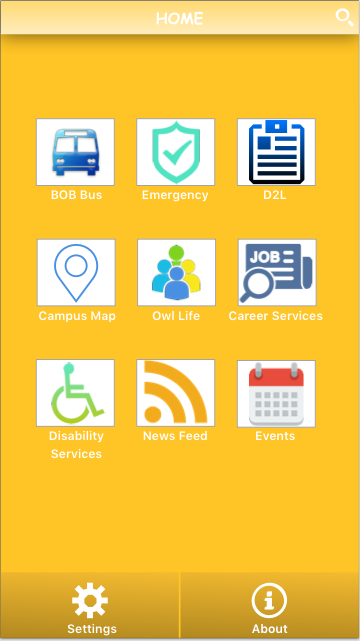 HOME
BOB Bus
Emergency
D2L
Campus Map
Owl Life
JOB
Career Services
Disability
Services
News Feed
Events
Settings
About